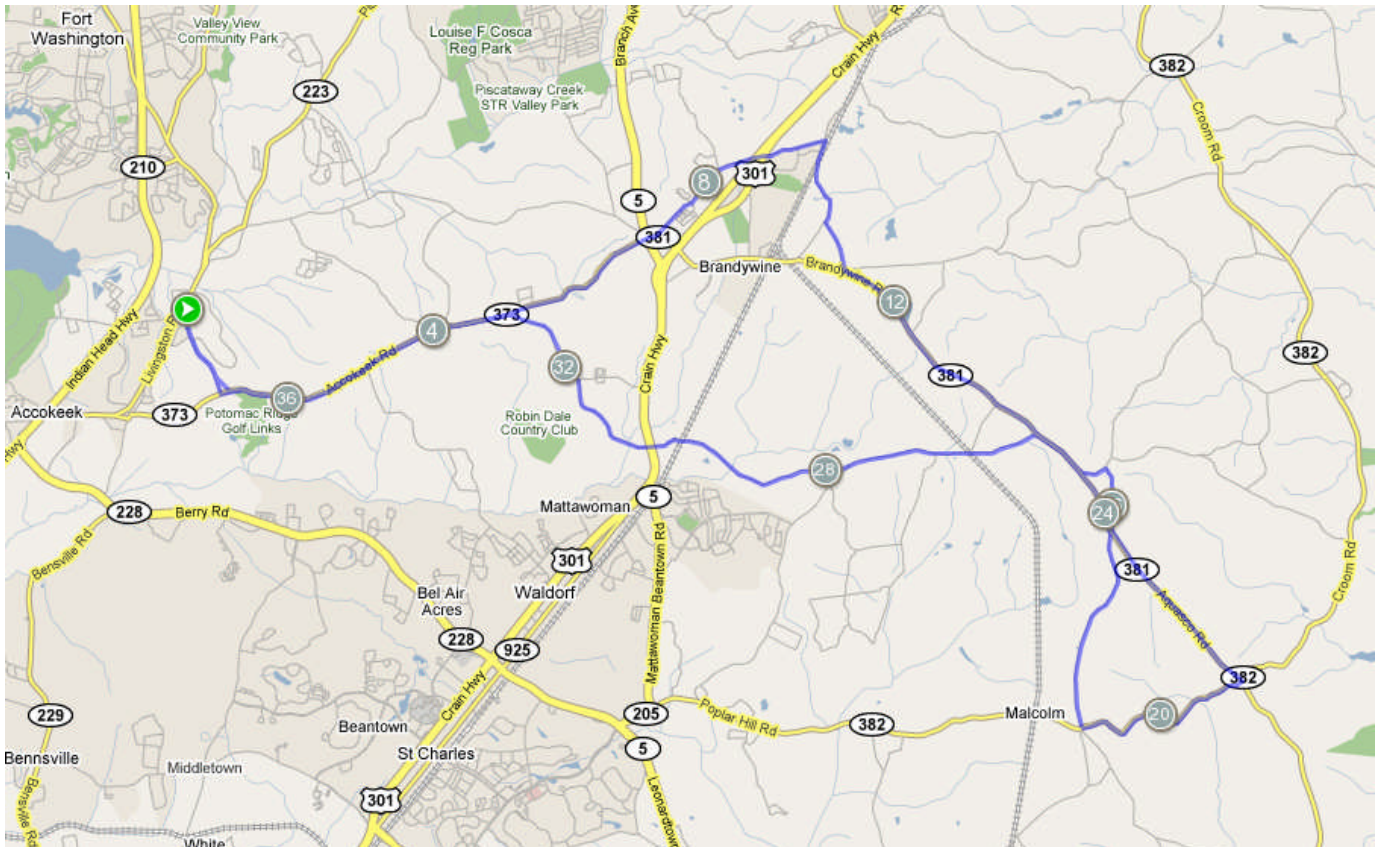 Fort
Washington
Valley View
Community Park
Louise F Cosca
Reg Park
Branch Ave
Crain Hwy
382
223
Piscataway Creek
STR Valley Park
Croom Rd
210
8
301
5
381
Brandywine
Brandywine
12
Indian Head Hwy
Livingston
4
373
382
Accokeek Rd
32
Crain Hwy
381
36
Accokeek
373
Potomac Ridge
Golf Links
Robin Dale
Country Club
Hwy
28
228
Berry Rd
Mattawoman
5
24
Bensville Rd
301
Mattawoman Beantown Rd
381
Aquasco Rd
Croom Rd
Bel Air
Acres
Waldorf
228
925
382
229
Beantown
Crain Hwy
205
Poplar Hill Rd
382
Malcolm
20
Bennsville
St Charles
5
Middletown
Bensville Rd
301
Leonardtown
White